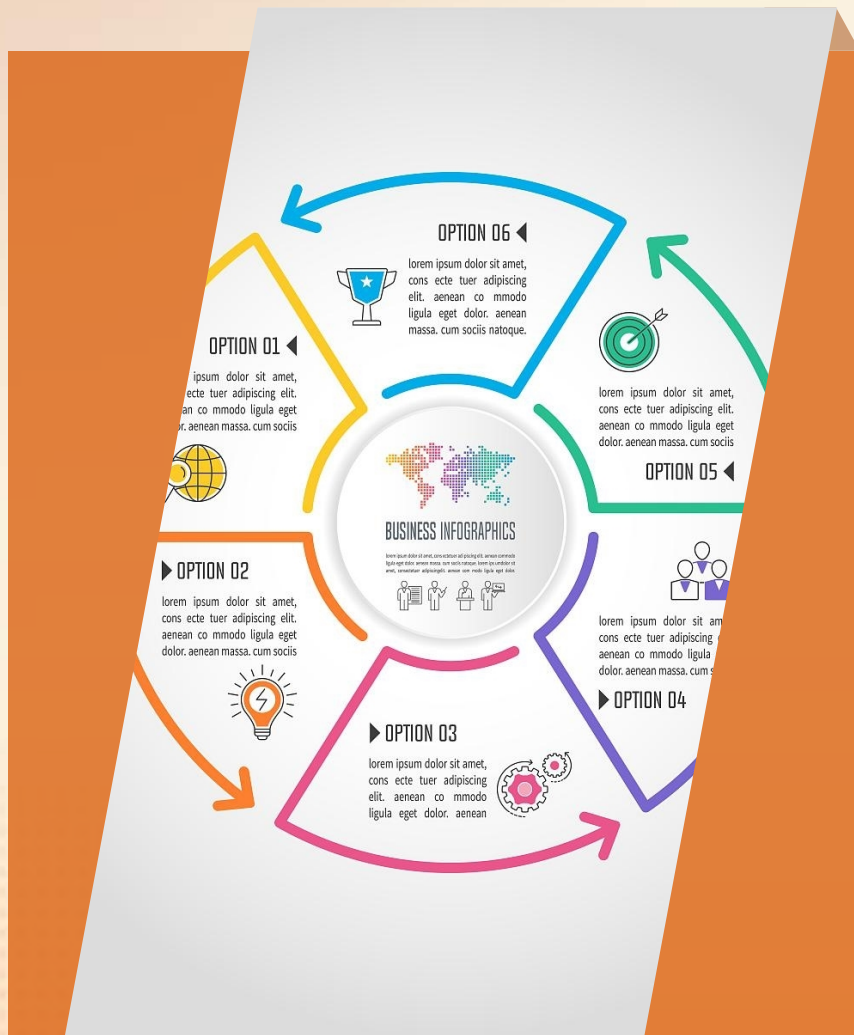 OPTION 06
lorem ipsum dolor sit amet,
cons ecte tuer adipiscing
elit. aenean co mmodo
ligula eget dolor. aenean
massa. cum sociis natoque.
OPTION 01
ipsum dolor sit amet,
ecte tuer adipiscing elit.
an co mmodo ligula eget
r. aenean massa. cum sociis
lorem ipsum dolor sit amet,
cons ecte tuer adipiscing elit.
aenean co mmodo ligula eget
dolor. aenean massa. cum sociis
OPTION 05
BUSINESS INFOGRAPHICS
OPTION 02
lorem ipsum dolor sit amet,
cons ecte tuer adipiscing elit.
aenean co mmodo ligula eget
dolor. aenean massa. cum sociis
lorem ipsum dolor sit am
cons ecte tuer adipiscing
aenean co mmodo ligula
dolor. aenean massa. cum s
OPTION 04
OPTION 03
lorem ipsum dolor sit amet,
cons ecte tuer adipiscing
elit. aenean co mmodo
ligula eget dolor. aenean